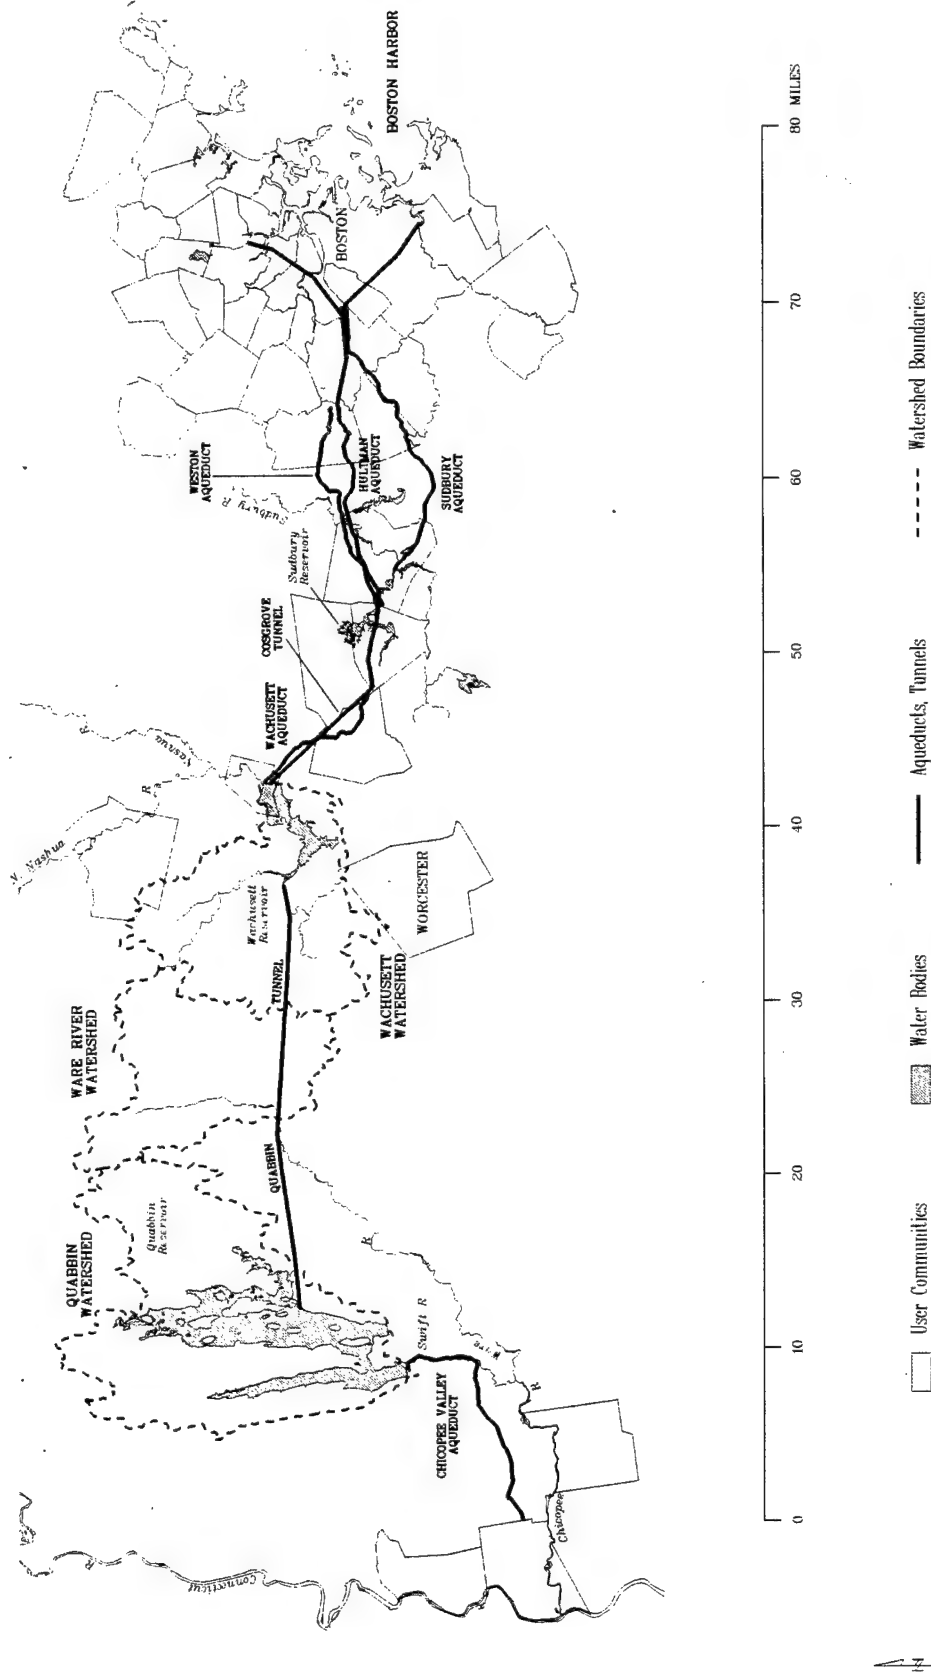 Connecticut
R
QUABBIN
WATERSHED
Quabbin
Reservoir
WARE RIVER
WATERSHED
N. Nashua
R
Nashua
R
QUABBIN
TUNNEL
Wachusett
Reservoir
WACHUSETT
AQUEDUCT
COSGROVE
TUNNEL
Sudbury
Reservoir
Sudbury R
WESTON
AQUEDUCT
HULTMAN
AQUEDUCT
SUDBURY
AQUEDUCT
BOSTON
BOSTON HARBOR
WORCESTER
WACHUSETT
WATERSHED
Swift R
Ware
R
R
CHICOPEE VALLEY
AQUEDUCT
Chicopee
0 10 20 30 40 50 60 70 80 MILES
N
User Communities
Water Bodies
Aqueducts, Tunnels
Watershed Boundaries